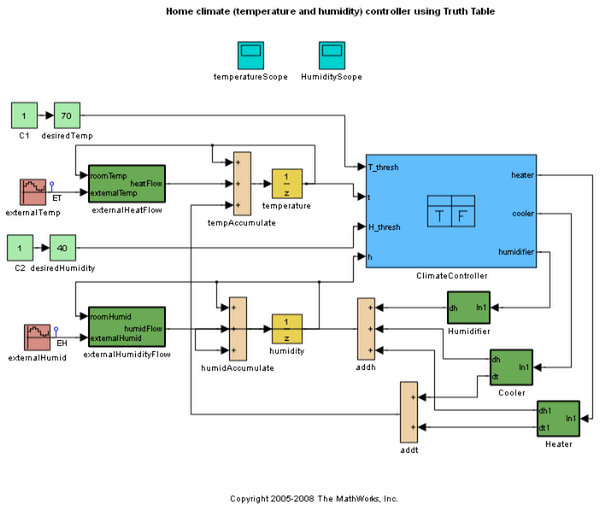 Home climate (temperature and humidity) controller using Truth Table
temperatureScope
HumidityScope
1
C1
70
desiredTemp
roomTemp
externalTemp
heatFlow
externalHeatFlow
externalTemp
ET
+
+
+
tempAccumulate
1
z
temperature
T_thresh
t
H_thresh
h
T F
heater
cooler
humidifier
ClimateController
1
C2
40
desiredHumidity
roomHumid
externalHumid
humidFlow
externalHumidityFlow
externalHumid
EH
+
+
+
humidAccumulate
1
z
humidity
+
+
+
addh
dh
In1
Humidifier
dh
dt
In1
Cooler
+
+
addt
dh1
dt1
In1
Heater
Copyright 2005-2008 The MathWorks, Inc.